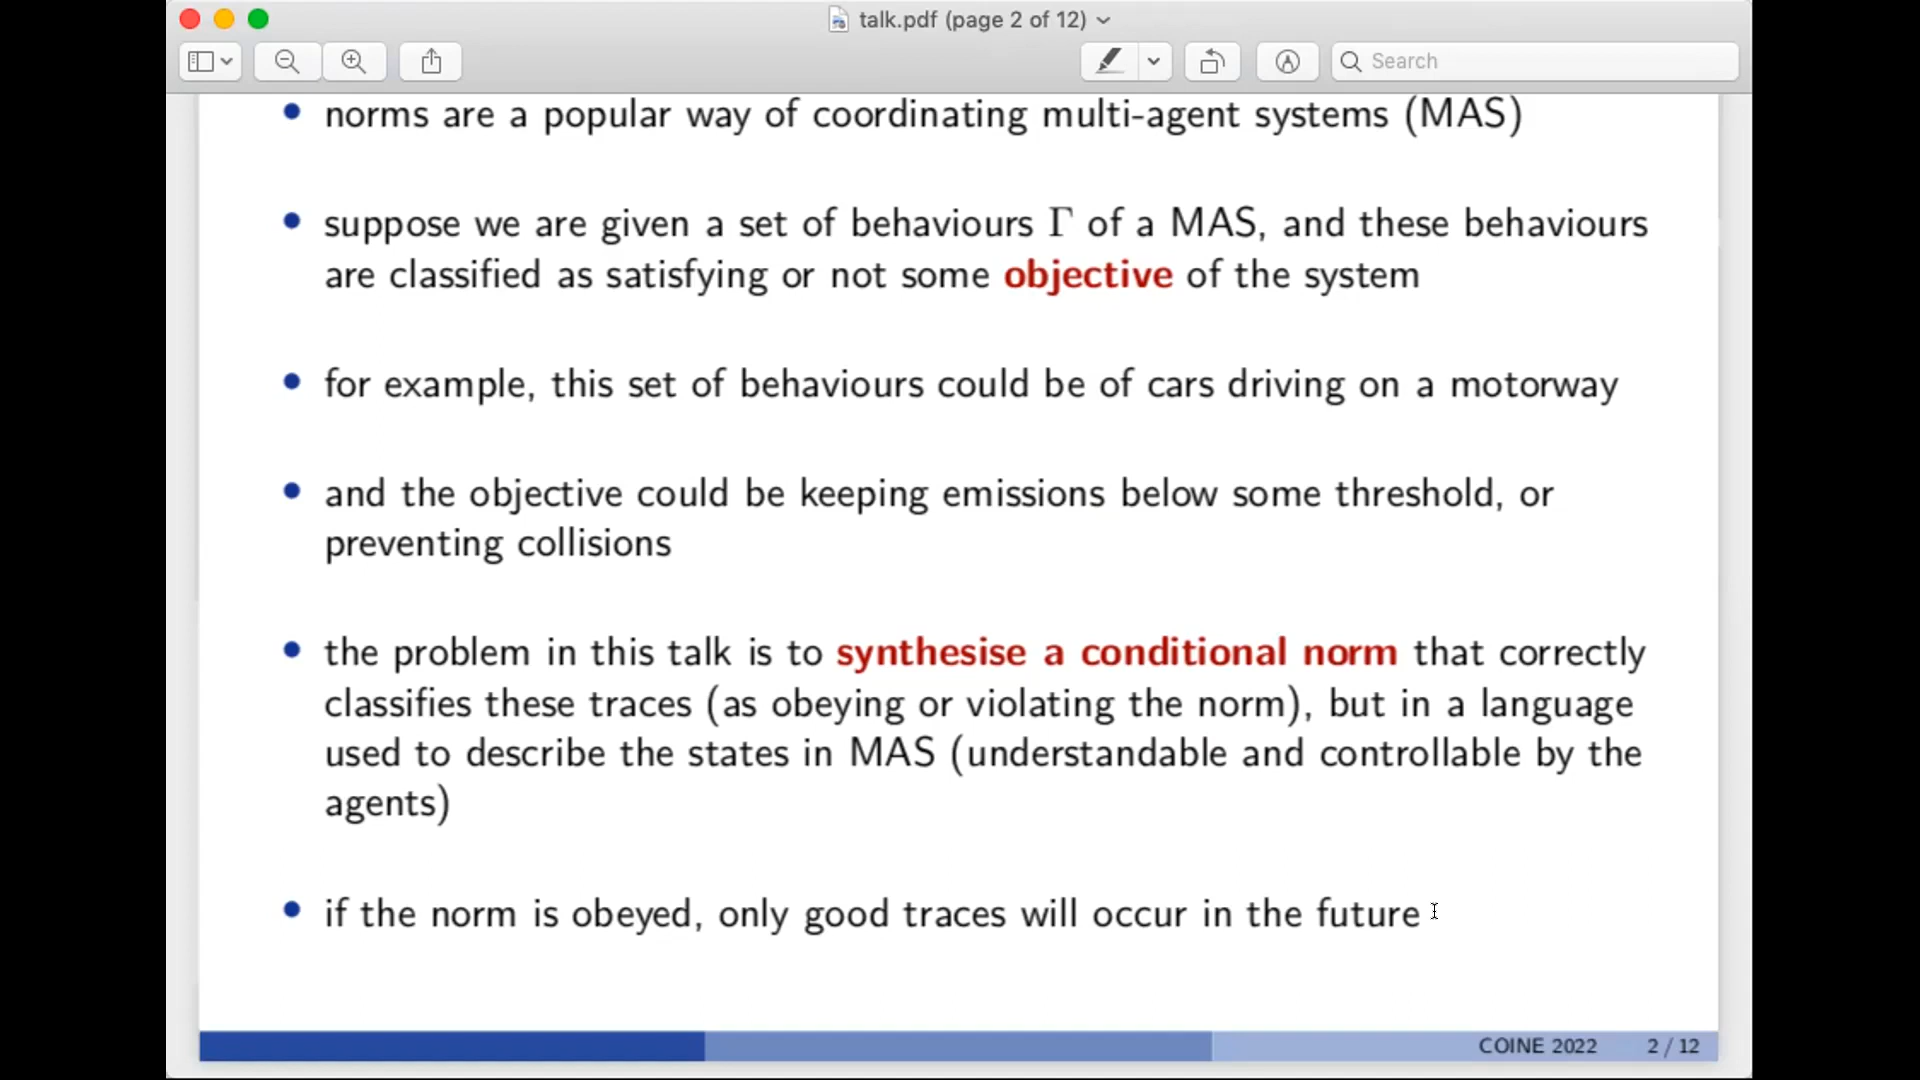 talk.pdf (page 2 of 12)
Search
• norms are a popular way of coordinating multi-agent systems (MAS)
• suppose we are given a set of behaviours Γ of a MAS, and these behaviours
are classified as satisfying or not some objective of the system
• for example, this set of behaviours could be of cars driving on a motorway
• and the objective could be keeping emissions below some threshold, or
preventing collisions
• the problem in this talk is to synthesise a conditional norm that correctly
classifies these traces (as obeying or violating the norm), but in a language
used to describe the states in MAS (understandable and controllable by the
agents)
• if the norm is obeyed, only good traces will occur in the future
COINE 2022 2 / 12